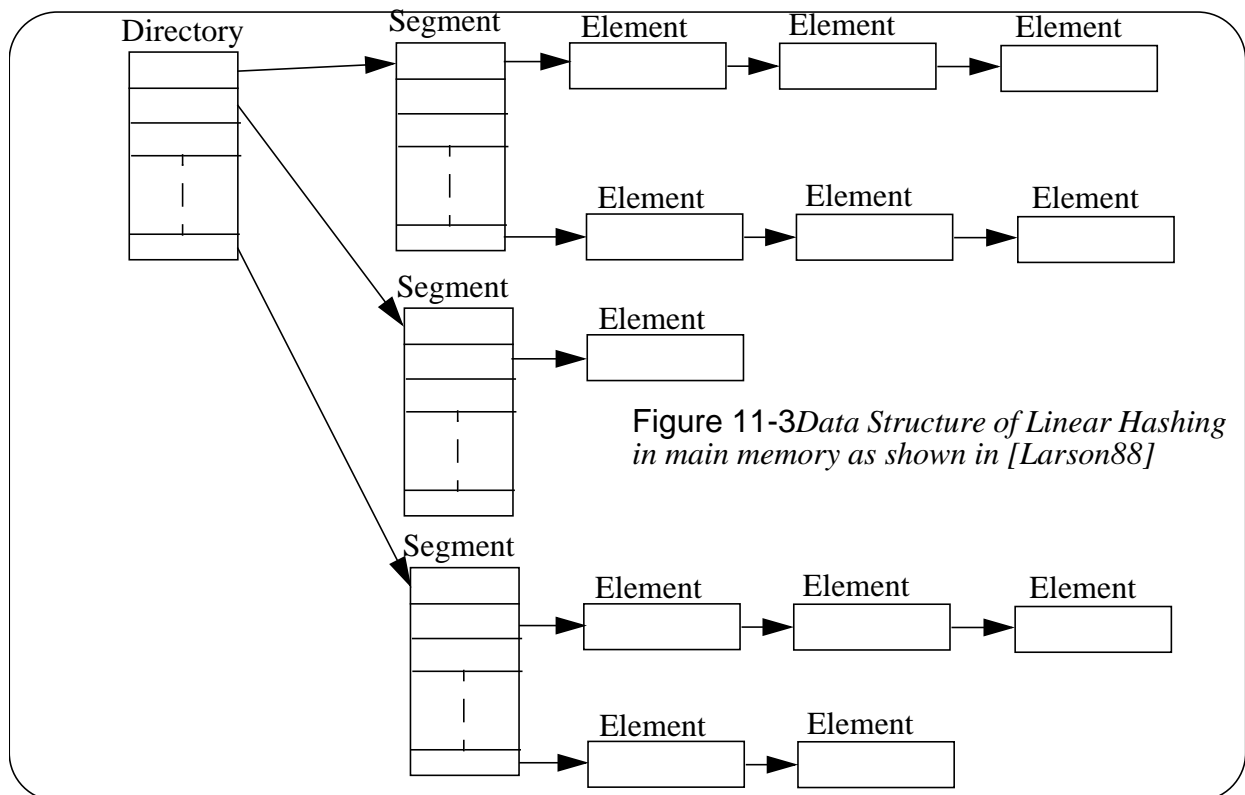 Directory
Segment
Element
Element
Element
Element
Element
Element
Segment
Element
Figure 11-3Data Structure of Linear Hashing
in main memory as shown in [Larson88]
Segment
Element
Element
Element
Element
Element